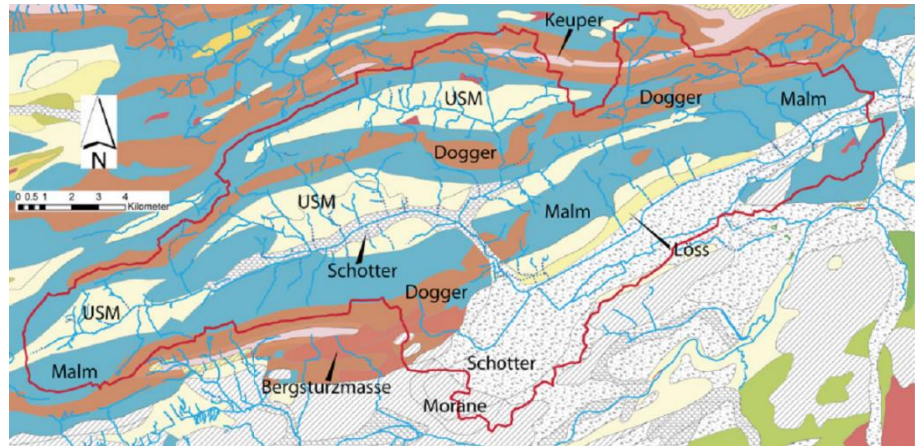 Keuper
USM
Dogger
Malm
N
Dogger
0 0.5 1 2 3 4
Kilometer
USM
Malm
Löss
Schotter
Dogger
USM
Malm
Schotter
Bergsturzmasse
Moräne